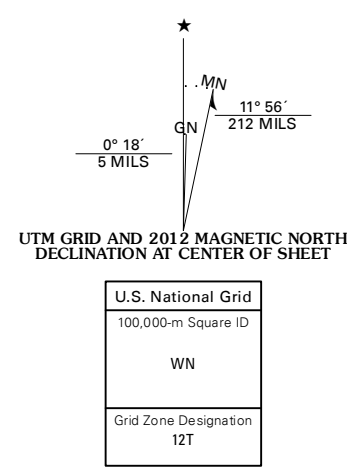 ★
MN
GN
11° 56´
212 MILS
0° 18´
5 MILS
UTM GRID AND 2012 MAGNETIC NORTH
DECLINATION AT CENTER OF SHEET
U.S. National Grid
100,000-m Square ID
WN
Grid Zone Designation
12T